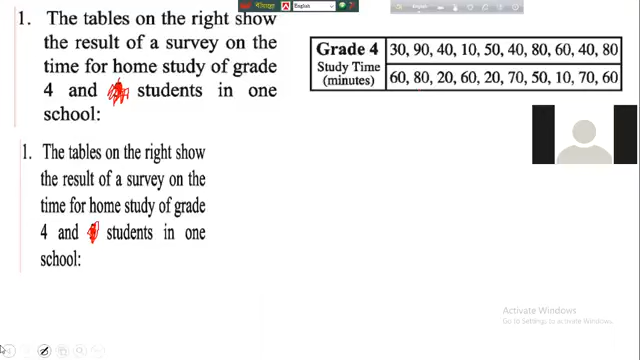 1. The tables on the right show
the result of a survey on the
time for home study of grade
4 and students in one
school:
Grade 4
Study Time
(minutes)
30, 90, 40, 10, 50, 40, 80, 60, 40, 80
60, 80, 20, 60, 20, 70, 50, 10, 70, 60
1. The tables on the right show
the result of a survey on the
time for home study of grade
4 and students in one
school:
English
Activate Windows
Go to Settings to activate Windows.